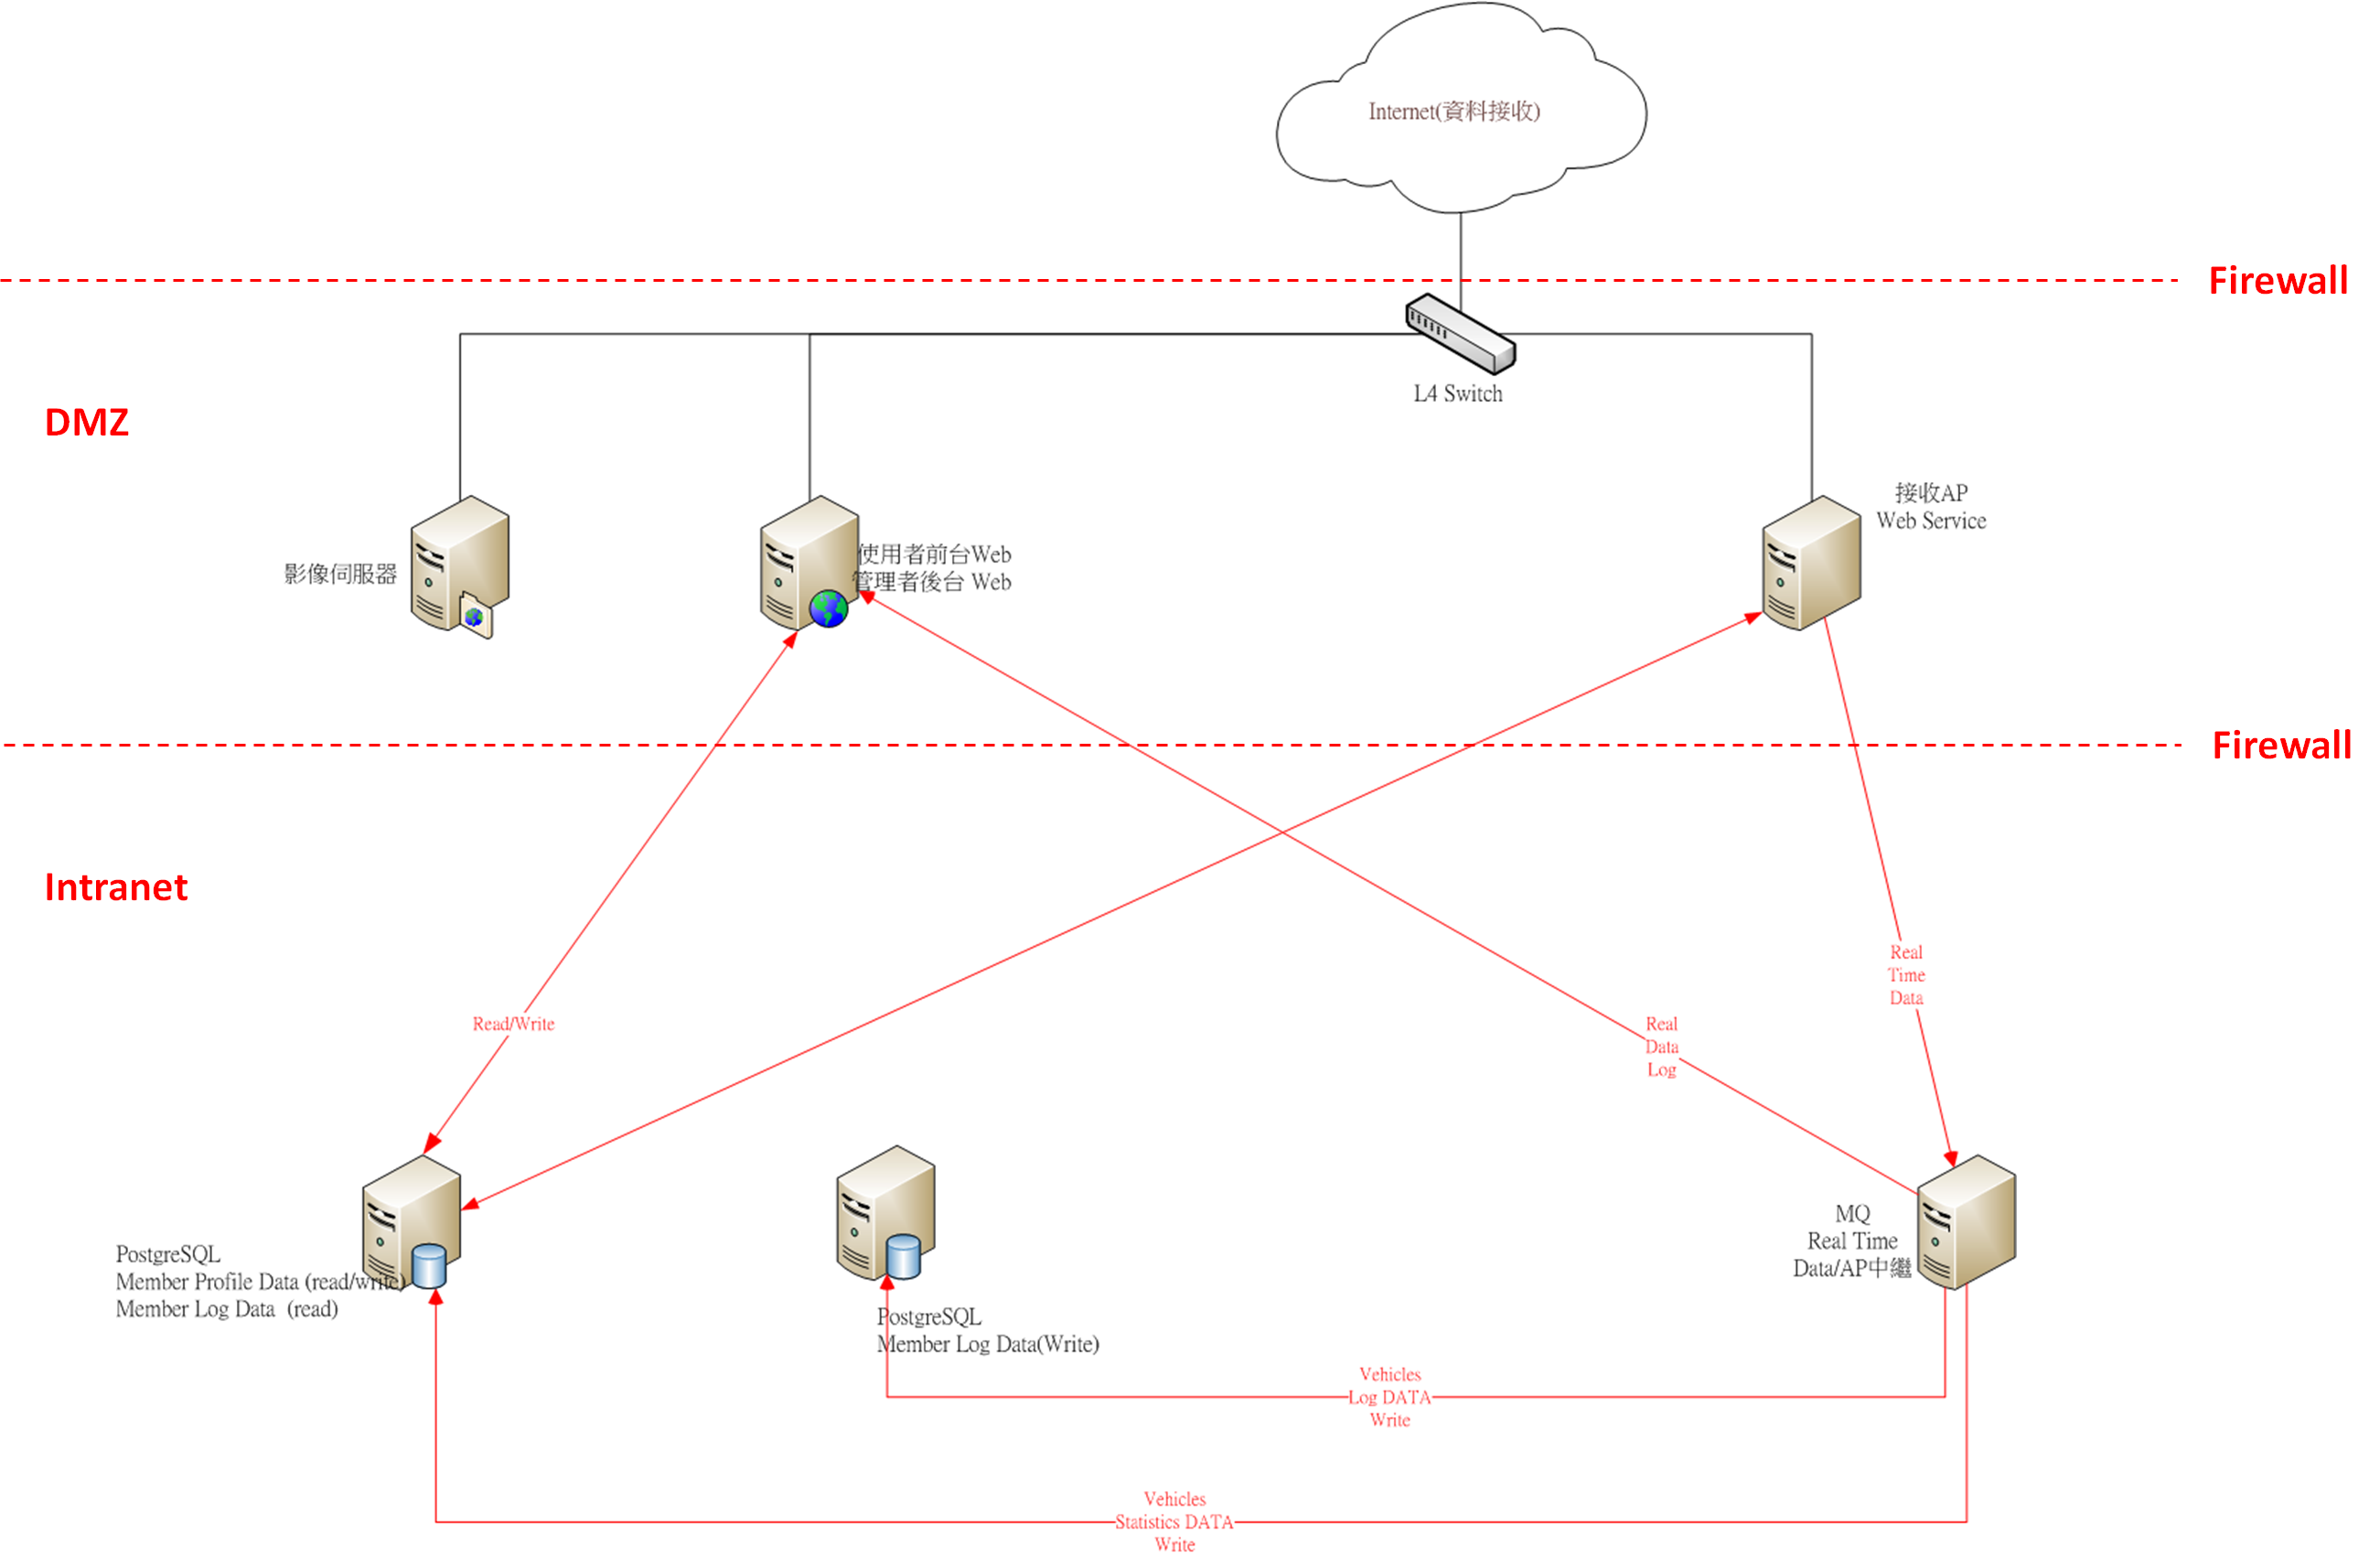 Internet(資料接收)
Firewall
L4 Switch
DMZ
接收AP
Web Service
使用者前台Web
管理者後台 Web
影像伺服器
Firewall
Intranet
Real
Time
Data
Read/Write
Real
Data
Log
MQ
Real Time
Data/AP中繼
PostgreSQL
Member Profile Data (read/write)
Member Log Data  (read)
PostgreSQL
Member Log Data(Write)
Vehicles
Log DATA
Write
Vehicles
Statistics DATA
Write